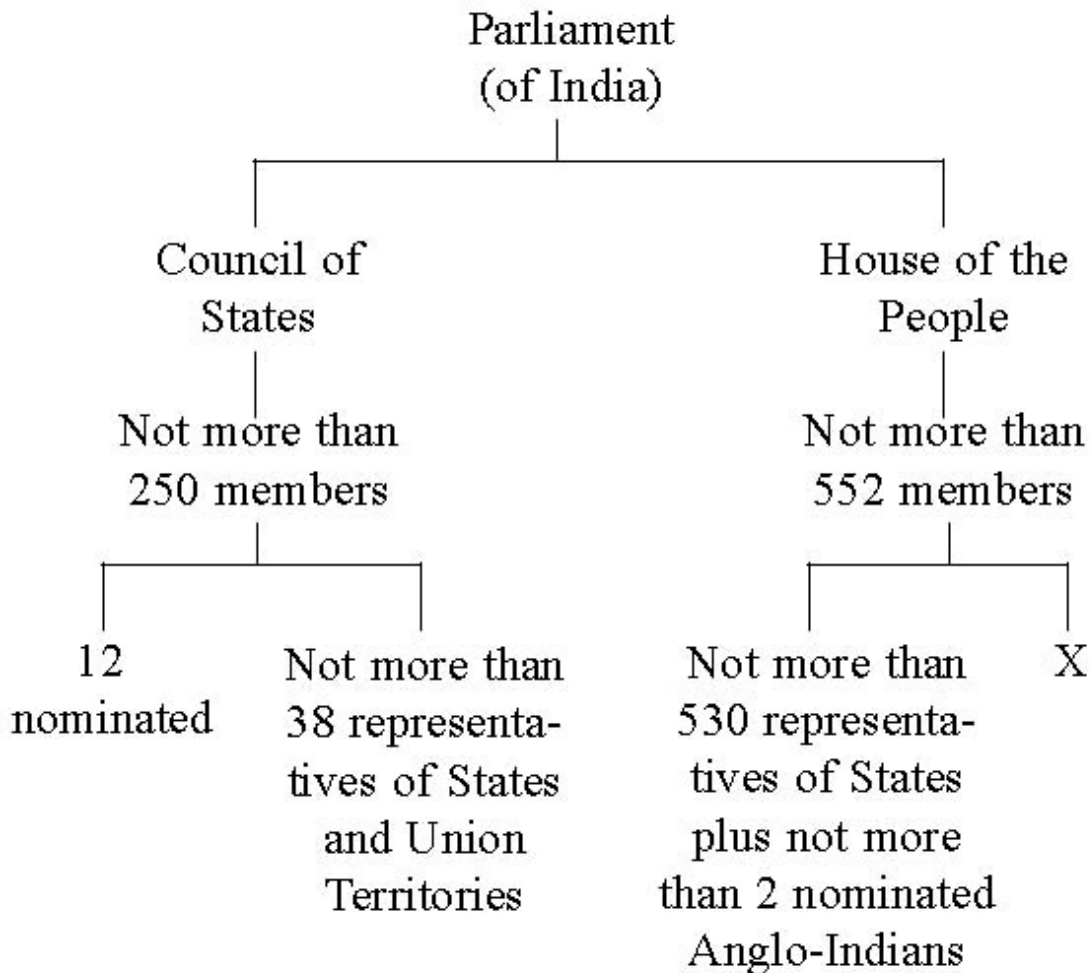 Parliament
(of India)
Council of
States
House of the
People
Not more than
250 members
Not more than
552 members
12
nominated
Not more than
38 representa-
tives of States
and Union
Territories
Not more than
530 representa-
tives of States
plus not more
than 2 nominated
Anglo-Indians
X